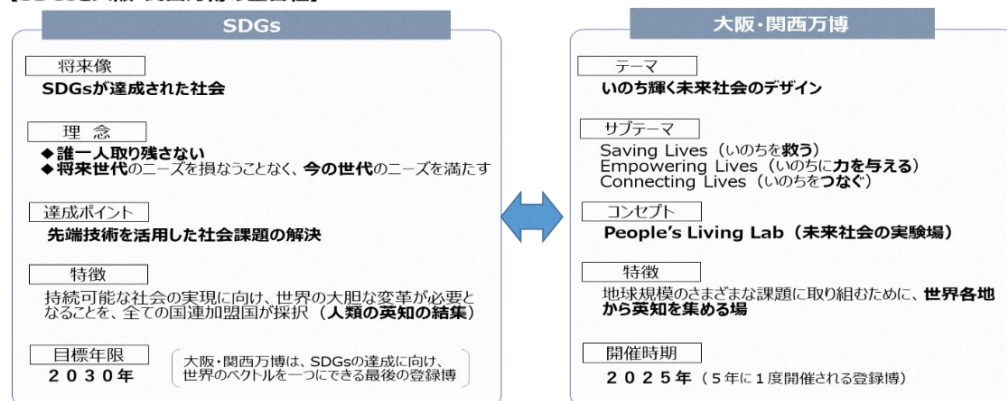 SDGs
将来像
SDGsが達成された社会
理 念
◆誰一人取り残さない
◆将来世代のニーズを損なうことなく、今の世代のニーズを満たす
達成ポイント
先端技術を活用した社会課題の解決
特徴
持続可能な社会の実現に向け、世界の大胆な変革が必要と
なることを、全ての国連加盟国が採択（人類の英知の結集）
目標年限
２０３０年
大阪・関西万博は、SDGsの達成に向け、
世界のベクトルを一つにできる最後の登録博
大阪・関西万博
テーマ
いのち輝く未来社会のデザイン
サブテーマ
Saving Lives（いのちを救う）
Empowering Lives（いのちに力を与える）
Connecting Lives（いのちをつなぐ）
コンセプト
People's Living Lab（未来社会の実験場）
特徴
地球規模のさまざまな課題に取り組むために、世界各地
から英知を集める場
開催時期
２０２５年（５年に１度開催される登録博）